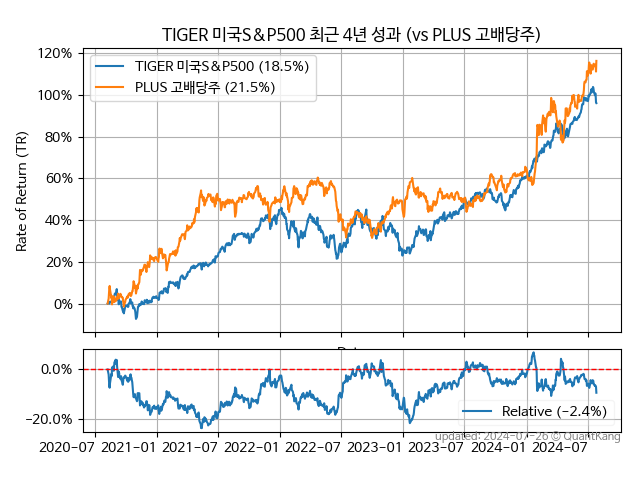 TIGER 미국S&P500 최근 4년 성과 (vs PLUS 고배당주)
Rate of Return (TR)
120%
100%
80%
60%
40%
20%
0%
TIGER 미국S&P500 (18.5%)
PLUS 고배당주 (21.5%)
0.0%
-20.0%
Relative (-2.4%)
updated: 2024-07-26 © QuantKang
2020-07 2021-01 2021-07 2022-01 2022-07 2023-01 2023-07 2024-01 2024-07